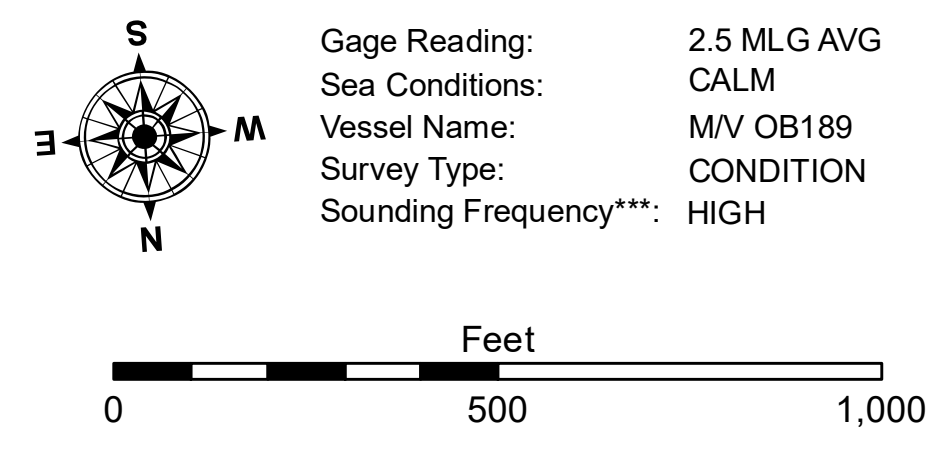 S
E
W
N
Gage Reading: 2.5 MLG AVG
Sea Conditions: CALM
Vessel Name: M/V OB189
Survey Type: CONDITION
Sounding Frequency***: HIGH
Feet
0 500 1,000